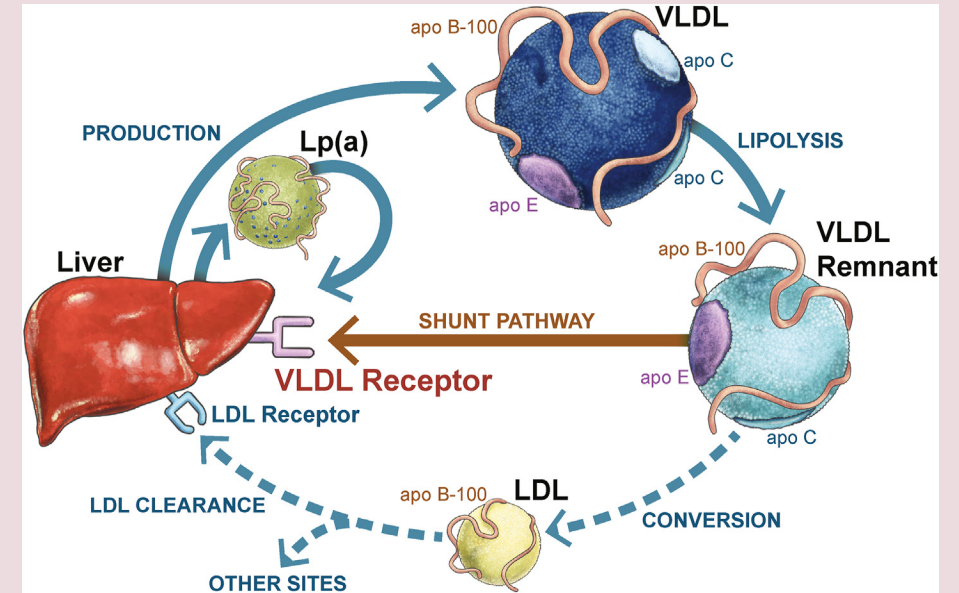 VLDL
apo B-100
apo C
PRODUCTION
Lp(a)
LIPOLYSIS
apo C
apo E
VLDL
Remnant
apo B-100
Liver
SHUNT PATHWAY
VLDL Receptor
apo E
LDL Receptor
apo C
LDL CLEARANCE
apo B-100
LDL
CONVERSION
OTHER SITES